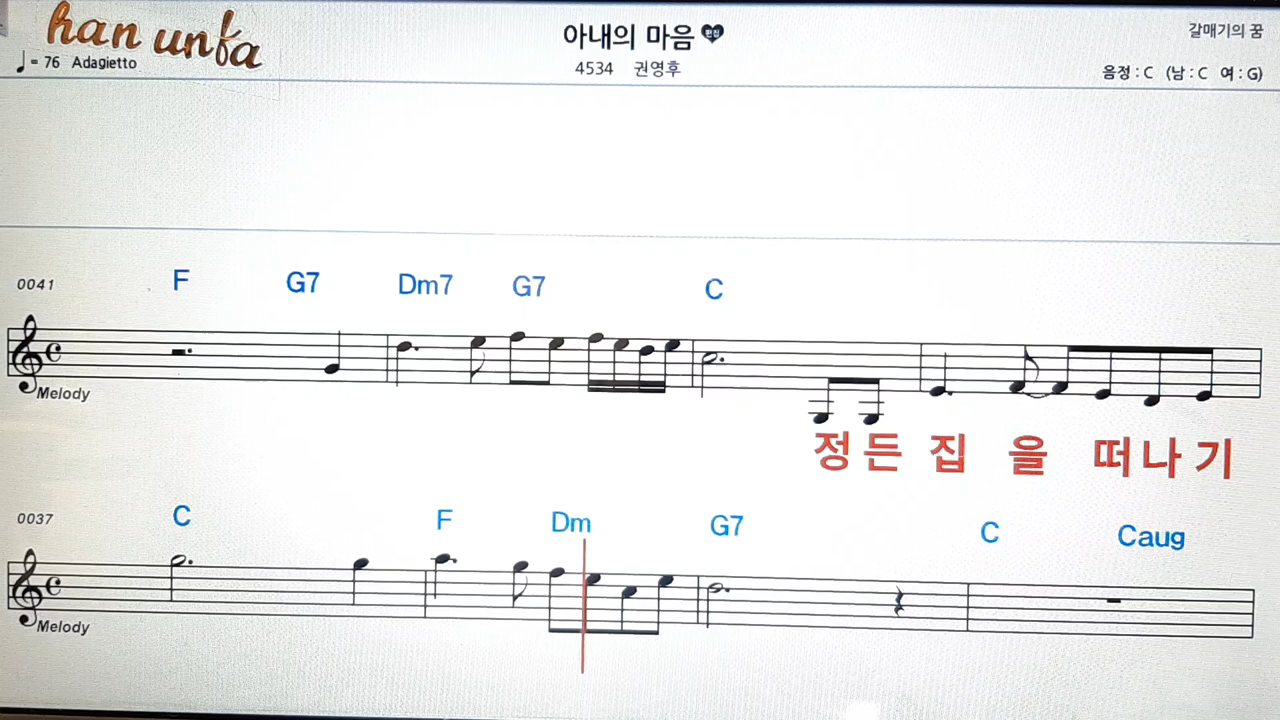 han unfa
아내의 마음 편집
갈매기의 꿈
= 76 Adagietto
4534 권영후
음정 : C (남 : C 여 : G)
0041
F G7 Dm7 G7 C
Melody
정 든 집 을 떠 나 기
0037
C F Dm G7 C Caug
Melody